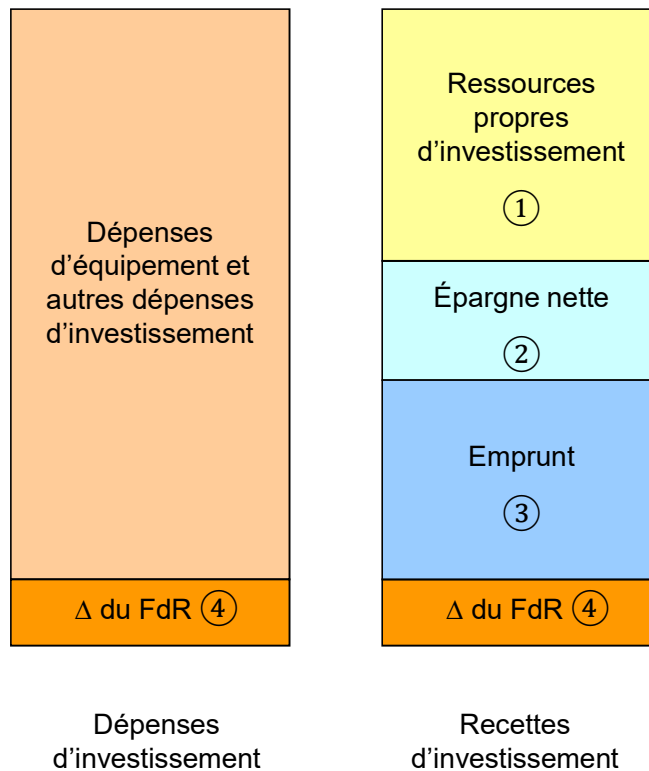 Dépenses
d'équipement et
autres dépenses
d'investissement
∆ du FdR ④
Dépenses
d'investissement
Ressources
propres
d'investissement
①
Épargne nette
②
Emprunt
③
∆ du FdR ④
Recettes
d'investissement